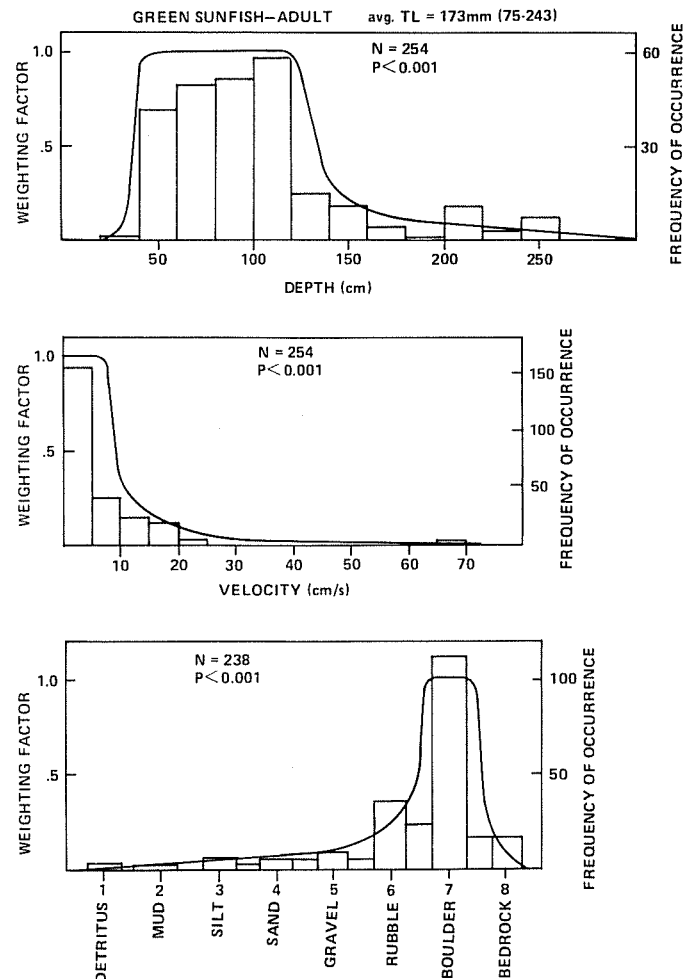 GREEN SUNFISH–ADULT avg. TL = 173mm (75-243)
N = 254
P< 0.001
WEIGHTING FACTOR
1.0
.5
60
30
FREQUENCY OF OCCURRENCE
50 100 150 200 250
DEPTH (cm)
N = 254
P< 0.001
WEIGHTING FACTOR
1.0
.5
150
100
50
FREQUENCY OF OCCURRENCE
10 20 30 40 50 60 70
VELOCITY (cm/s)
N = 238
P< 0.001
WEIGHTING FACTOR
1.0
.5
100
50
FREQUENCY OF OCCURRENCE
1 2 3 4 5 6 7 8
DETRITUS
MUD
SILT
SAND
GRAVEL
RUBBLE
BOULDER
BEDROCK